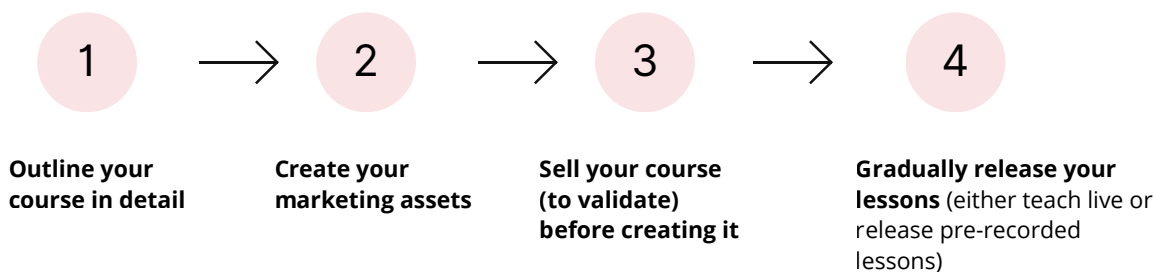 1
2
3
4
Outline your
course in detail
Create your
marketing assets
Sell your course
(to validate)
before creating it
Gradually release your
lessons (either teach live or
release pre-recorded
lessons)